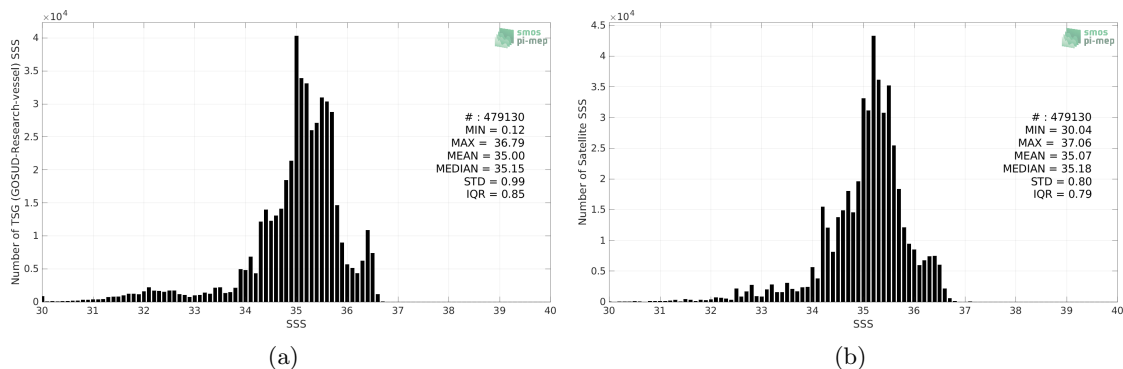 ×10⁴
4
3.5
3
2.5
2
1.5
1
0.5
0
30 31 32 33 34 35 36 37 38 39 40
SSS
Number of TSG (GOSUD-Research-vessel) SSS
smos
pi-mep
# : 479130
MIN = 0.12
MAX = 36.79
MEAN = 35.00
MEDIAN = 35.15
STD = 0.99
IQR = 0.85
(a)
×10⁴
4.5
4
3.5
3
2.5
2
1.5
1
0.5
0
30 31 32 33 34 35 36 37 38 39 40
SSS
Number of Satellite SSS
smos
pi-mep
# : 479130
MIN = 30.04
MAX = 37.06
MEAN = 35.07
MEDIAN = 35.18
STD = 0.80
IQR = 0.79
(b)